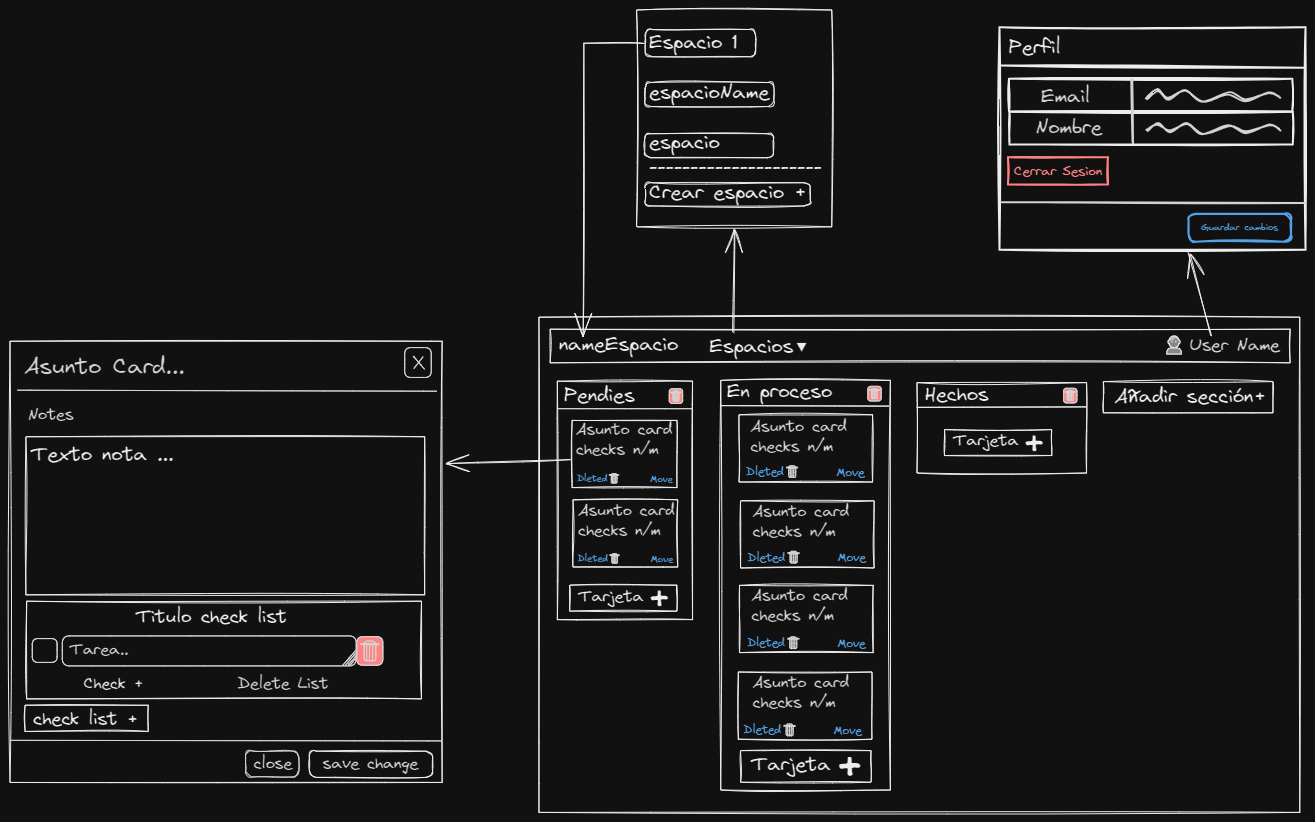 Espacio 1
espacioName
espacio
Crear espacio +
Perfil
Email
Nombre
Cerrar Sesion
Guardar cambios
nameEspacio
Espacios▾
User Name
Pendies
Asunto card
checks n/m
Dleted
Move
Asunto card
checks n/m
Dleted
Move
Tarjeta +
En proceso
Asunto card
checks n/m
Dleted
Move
Asunto card
checks n/m
Dleted
Move
Asunto card
checks n/m
Dleted
Move
Asunto card
checks n/m
Dleted
Move
Tarjeta +
Hechos
Tarjeta +
Añadir sección+
Asunto Card...
X
Notes
Texto nota ...
Titulo check list
Tarea..
Check +
Delete List
check list +
close
save change